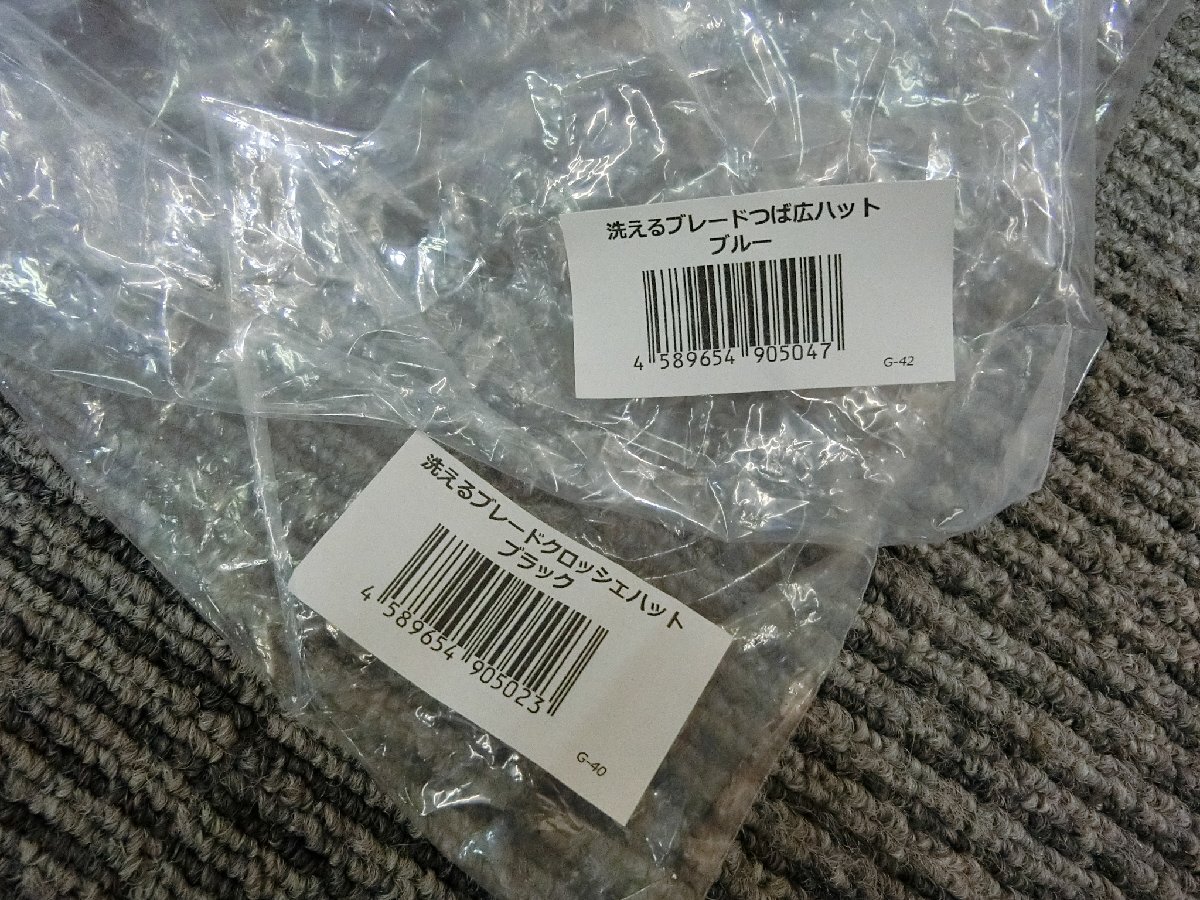 洗えるブレードつば広ハット
ブルー
4 589654 905047
G-42
洗えるブレードクロッシェハット
ブラック
4 589654 905023
G-40